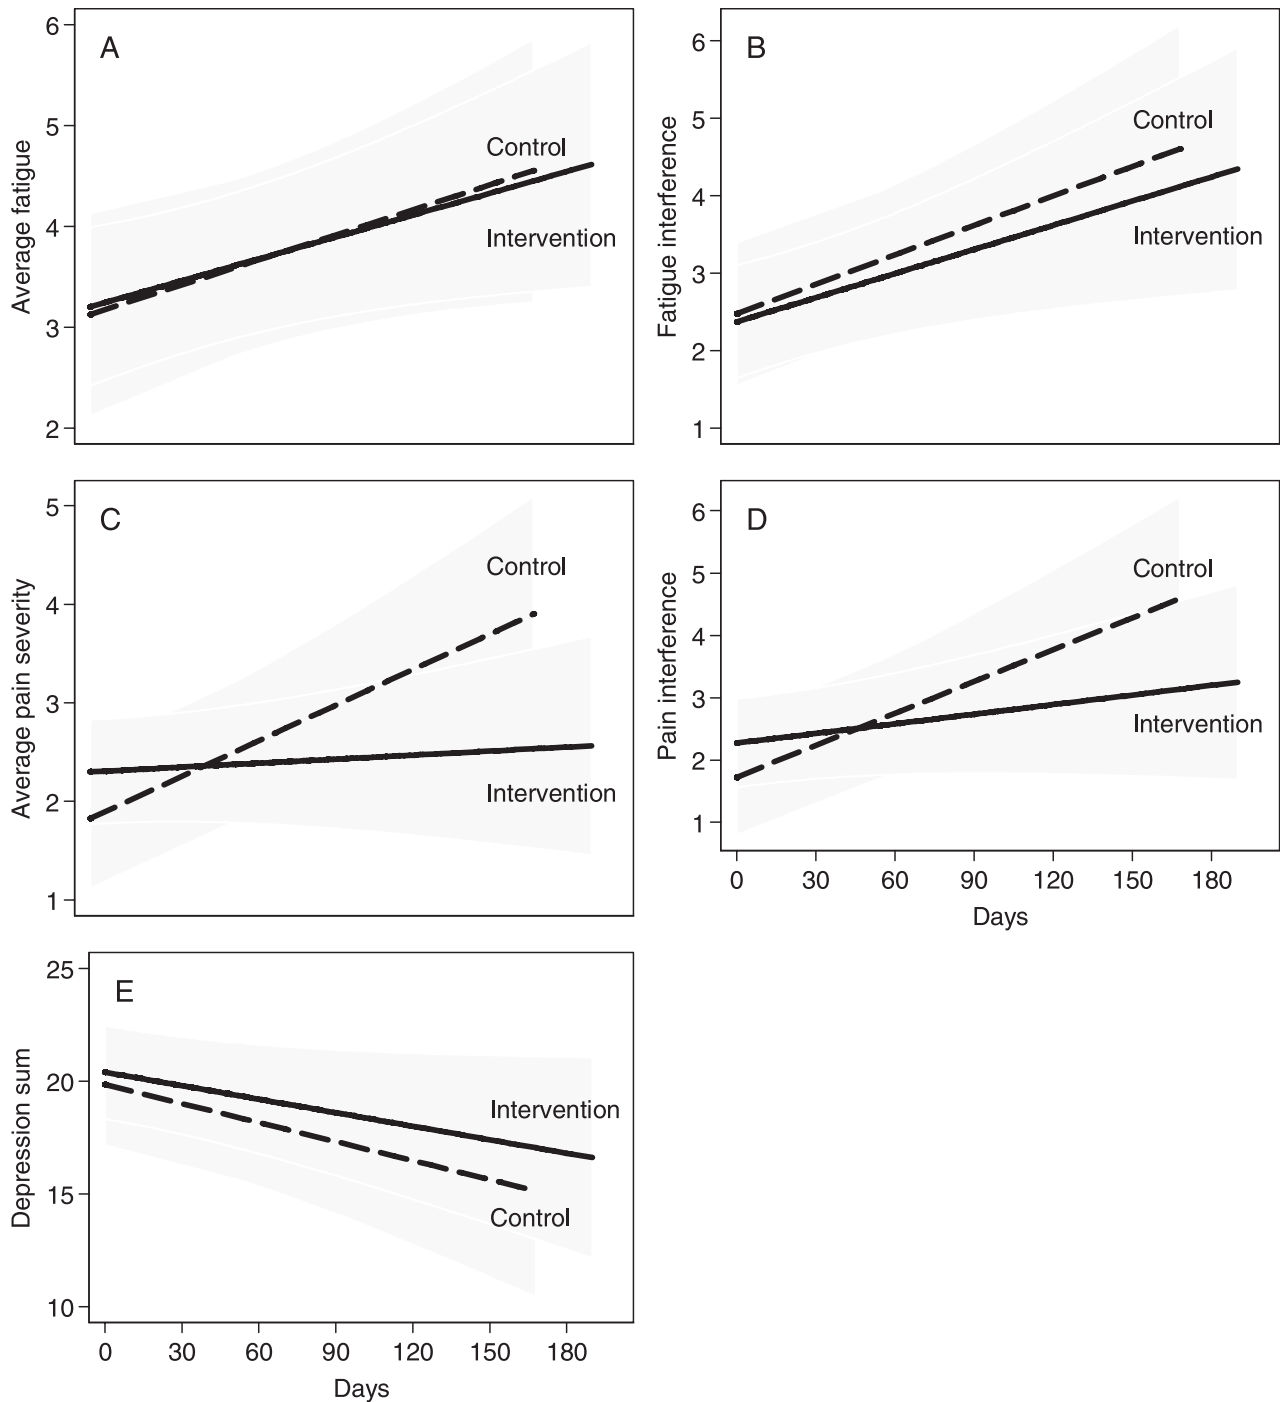 A
Average fatigue
6
5
4
3
2
Control
Intervention
B
Fatigue interference
6
5
4
3
2
1
Control
Intervention
C
Average pain severity
5
4
3
2
1
Control
Intervention
D
Pain interference
6
5
4
3
2
1
Control
Intervention
0 30 60 90 120 150 180
Days
E
Depression sum
25
20
15
10
Intervention
Control
0 30 60 90 120 150 180
Days